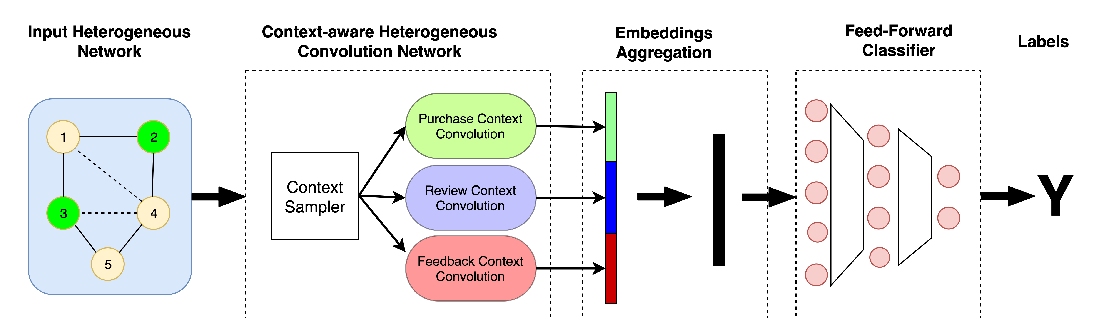 Input Heterogeneous
Network
Context-aware Heterogeneous
Convolution Network
Embeddings
Aggregation
Feed-Forward
Classifier
Labels
1
2
3
4
5
Context
Sampler
Purchase Context
Convolution
Review Context
Convolution
Feedback Context
Convolution
Y